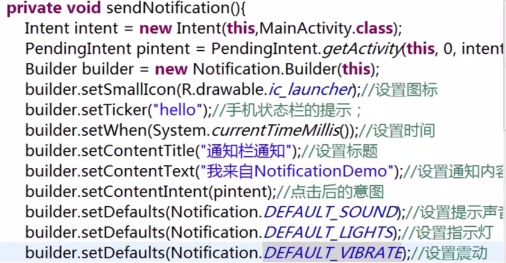 private void sendNotification(){
Intent intent = new Intent(this,MainActivity.class);
PendingIntent pintent = PendingIntent.getActivity(this, 0, intent
Builder builder = new Notification.Builder(this);
builder.setSmallIcon(R.drawable.ic_launcher);//设置图标
builder.setTicker("hello");//手机状态栏的提示；
builder.setWhen(System.currentTimeMillis());//设置时间
builder.setContentTitle("通知栏通知");//设置标题
builder.setContentText("我来自NotificationDemo");//设置通知内容
builder.setContentIntent(pintent);//点击后的意图
builder.setDefaults(Notification.DEFAULT_SOUND);//设置提示声音
builder.setDefaults(Notification.DEFAULT_LIGHTS);//设置指示灯
builder.setDefaults(Notification.DEFAULT_VIBRATE);//设置震动